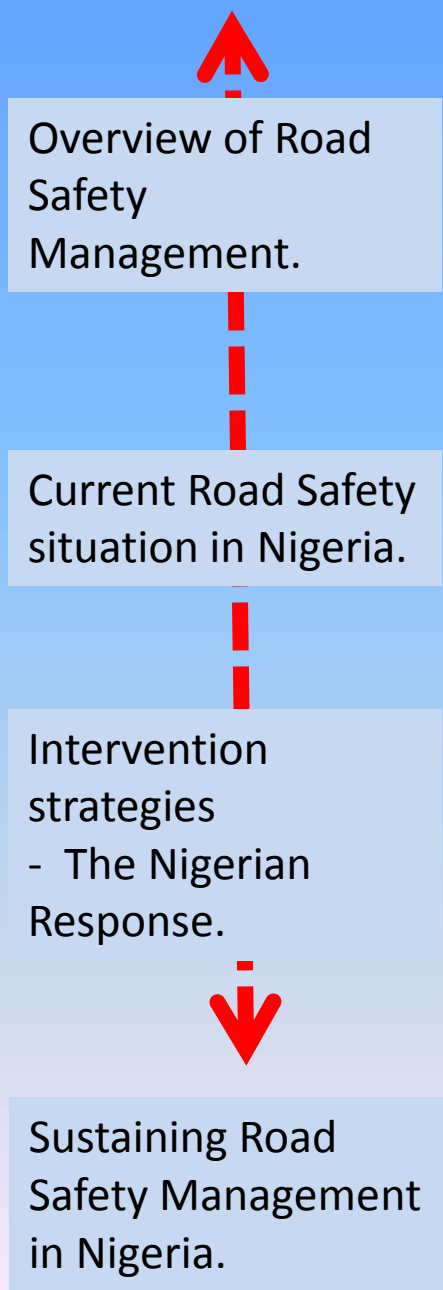 Overview of Road
Safety
Management.
Current Road Safety
situation in Nigeria.
Intervention
strategies
- The Nigerian
Response.
Sustaining Road
Safety Management
in Nigeria.